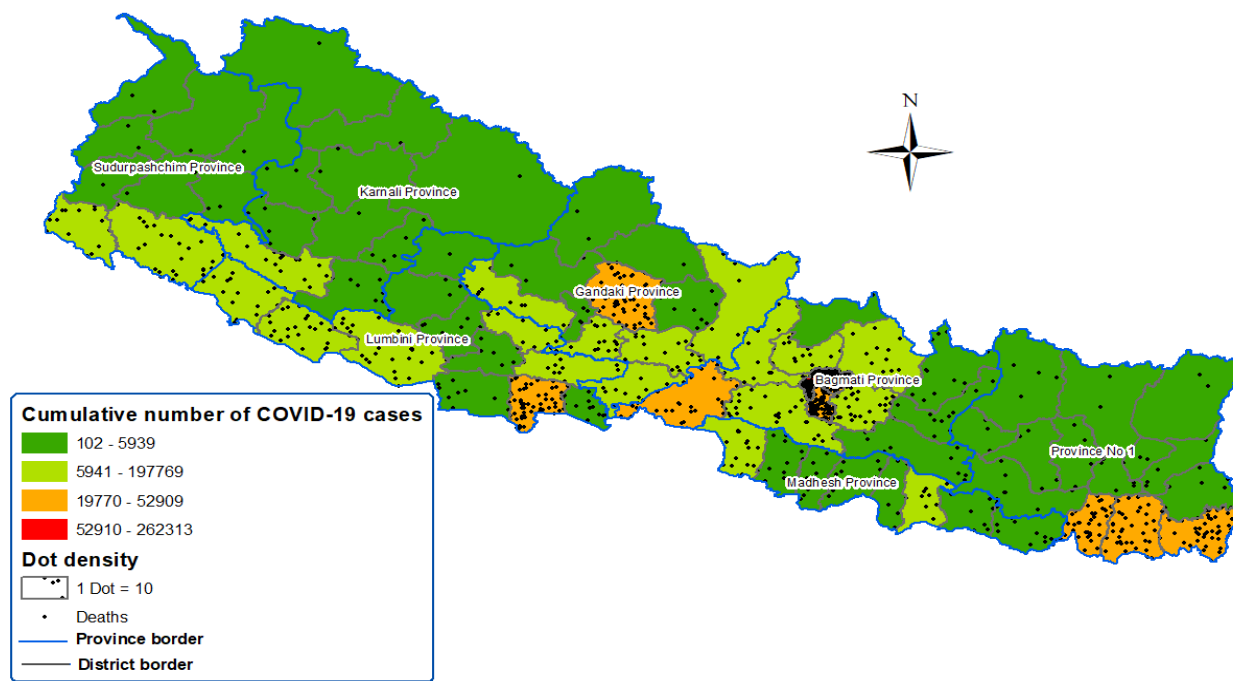 N
Sudurpashchim Province
Karnali Province
Gandaki Province
Lumbini Province
Bagmati Province
Province No 1
Madhesh Province
Cumulative number of COVID-19 cases
102 - 5939
5941 - 197769
19770 - 52909
52910 - 262313
Dot density
1 Dot = 10
Deaths
Province border
District border